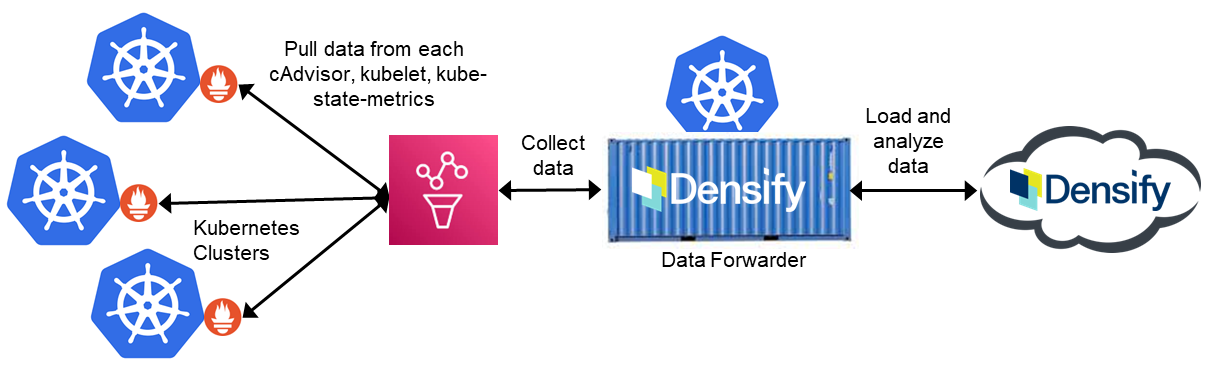 Pull data from each
cAdvisor, kubelet, kube-
state-metrics
Kubernetes
Clusters
Collect
data
Densify
Data Forwarder
Load and
analyze
data
Densify